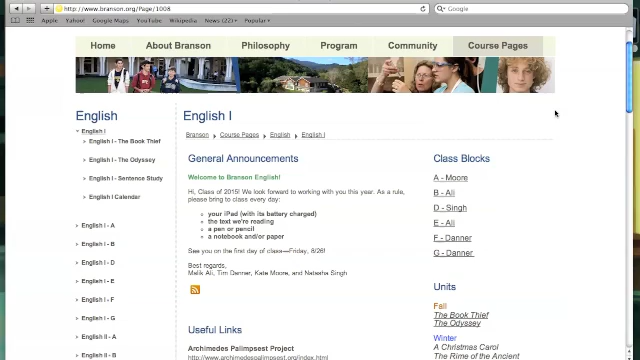 http://www.branson.org/Page/1008
Google
Apple Yahoo! Google Maps YouTube Wikipedia News (22) Popular
Home About Branson Philosophy Program Community Course Pages
English
English I
English I - The Book Thief
English I - The Odyssey
English I - Sentence Study
English I Calendar
English I - A
English I - B
English I - D
English I - E
English I - F
English I - G
English II - A
English II - B
English I
Branson Course Pages English English I
General Announcements
Welcome to Branson English!
Hi, Class of 2015! We look forward to working with you this year. As a rule,
please bring to class every day:
your iPad (with its battery charged)
the text we're reading
a pen or pencil
a notebook and/or paper
See you on the first day of class—Friday, 8/26!
Best regards,
Malik Ali, Tim Danner, Kate Moore, and Natasha Singh
Useful Links
Archimedes Palimpsest Project
http://www.archimedespalimpsest.org/index.html
Class Blocks
A - Moore
B - Ali
D - Singh
E - Ali
F - Danner
G - Danner
Units
Fall
The Book Thief
The Odyssey
Winter
A Christmas Carol
The Rime of the Ancient